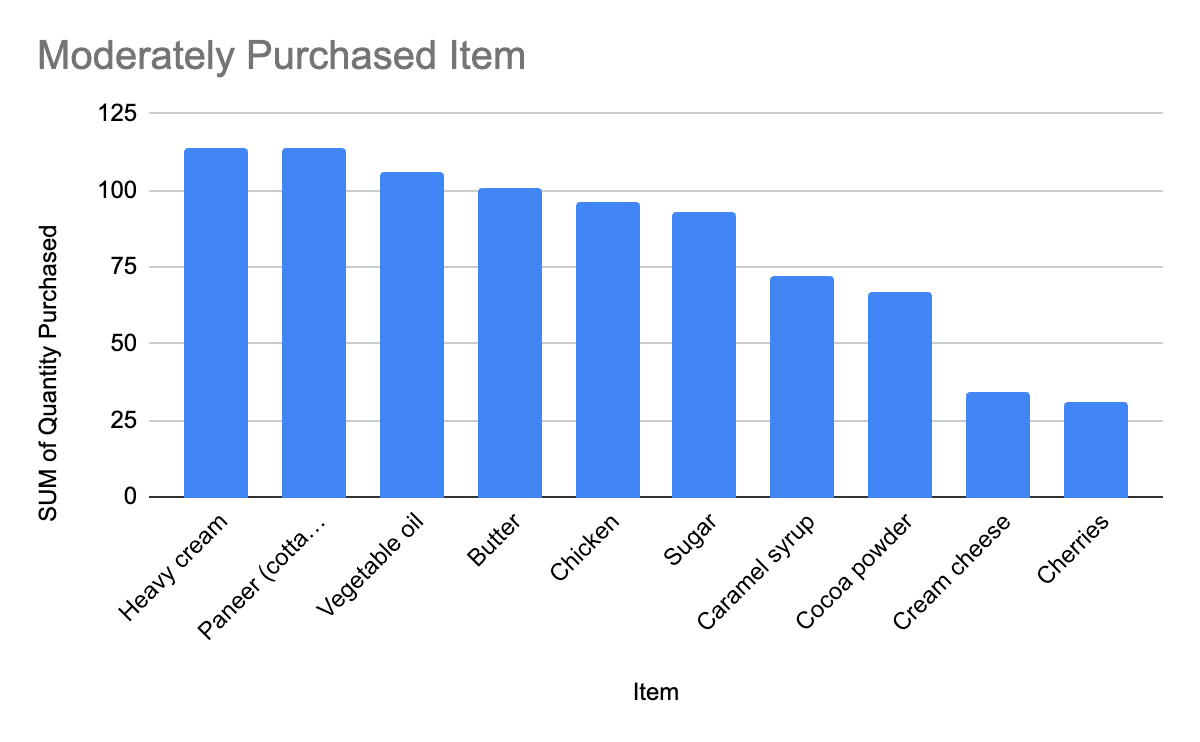 Moderately Purchased Item
SUM of Quantity Purchased
125
100
75
50
25
0
Heavy cream
Paneer (cotta…
Vegetable oil
Butter
Chicken
Sugar
Caramel syrup
Cocoa powder
Cream cheese
Cherries
Item